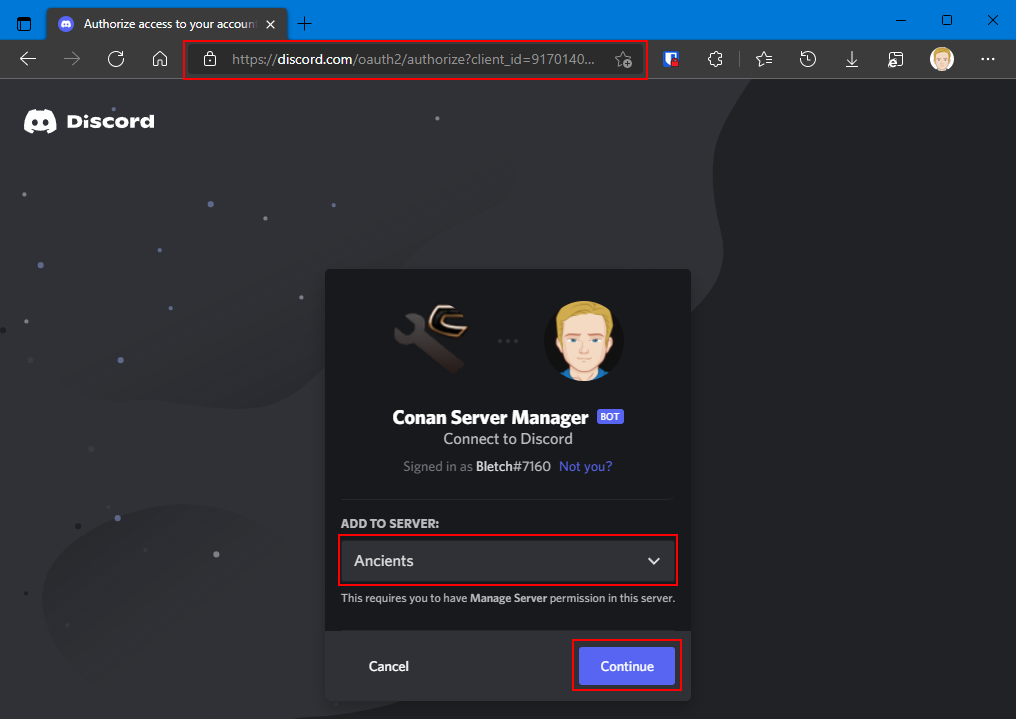 Authorize access to your accoun
https://discord.com/oauth2/authorize?client_id=9170140...
Discord
Conan Server Manager BOT
Connect to Discord
Signed in as Bletch#7160 Not you?
ADD TO SERVER:
Ancients
This requires you to have Manage Server permission in this server.
Cancel
Continue